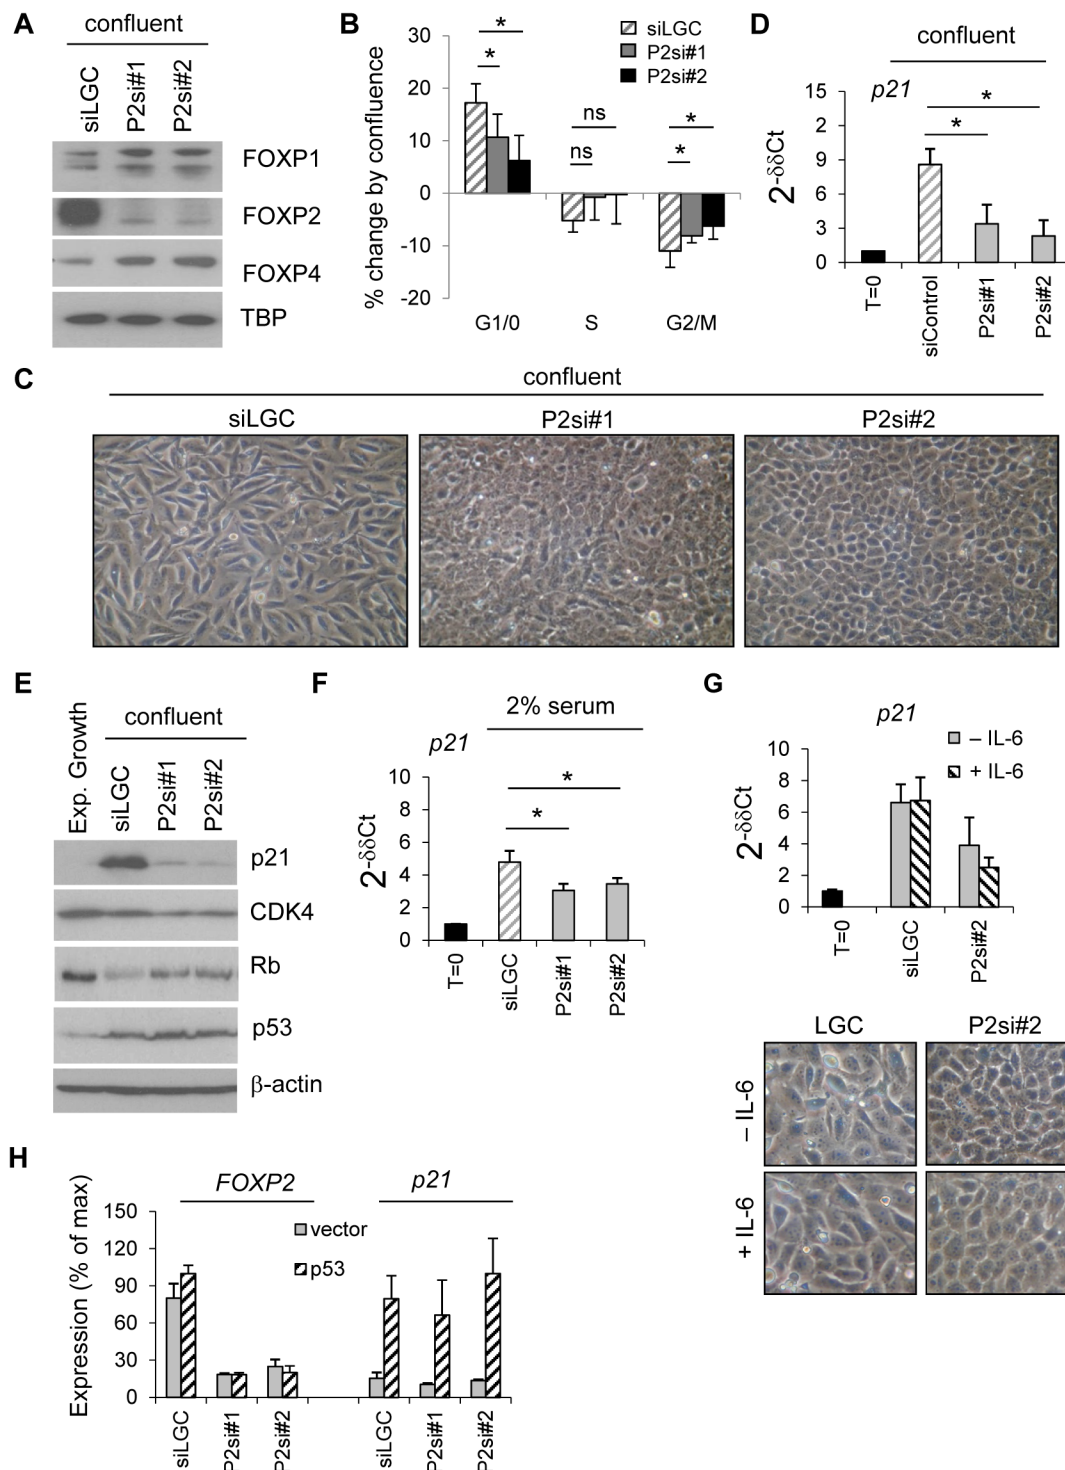 A
confluent
siLGC
P2si#1
P2si#2
FOXP1
FOXP2
FOXP4
TBP
B
% change by confluence
30
20
10
0
-10
-20
siLGC
P2si#1
P2si#2
*
*
ns
ns
*
*
G1/0
S
G2/M
D
confluent
p21
2-δδCt
15
2
9
6
3
0
*
*
T=0
siControl
P2si#1
P2si#2
C
confluent
siLGC
P2si#1
P2si#2
E
Exp. Growth
confluent
siLGC
P2si#1
P2si#2
p21
CDK4
Rb
p53
β-actin
F
2% serum
p21
2-δδCt
10
8
6
4
2
0
*
*
T=0
siLGC
P2si#1
P2si#2
G
p21
– IL-6
+ IL-6
2-δδCt
10
8
6
4
2
0
T=0
siLGC
P2si#2
LGC
P2si#2
– IL-6
+ IL-6
H
FOXP2
p21
Expression (% of max)
150
120
90
60
30
0
vector
p53
siLGC
P2si#1
P2si#2
siLGC
P2si#1
P2si#2